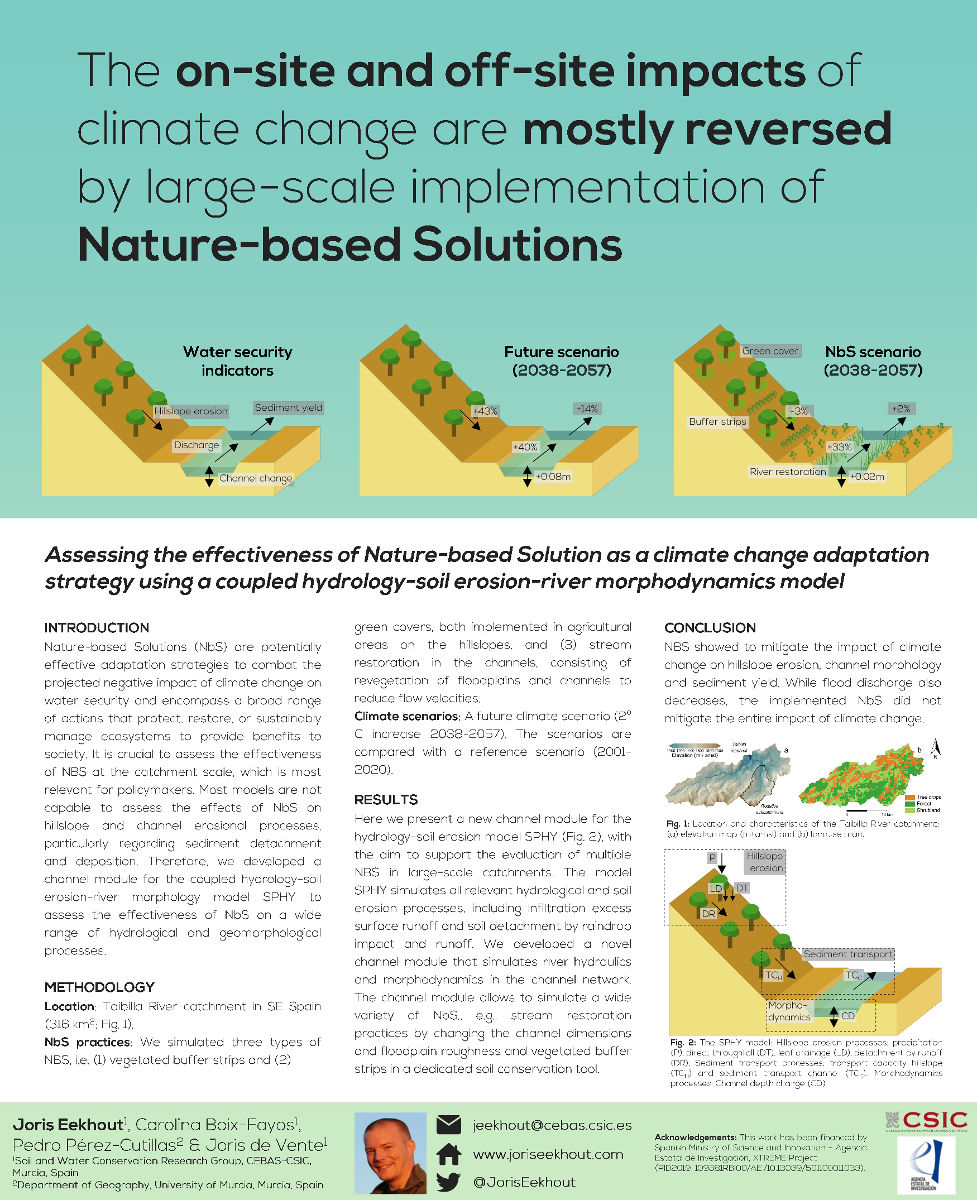 The on-site and off-site impacts of
climate change are mostly reversed
by large-scale implementation of
Nature-based Solutions
Water security
indicators
Hillslope erosion
Sediment yield
Discharge
Channel change
Future scenario
(2038-2057)
+43%
+14%
+40%
+0.08m
NbS scenario
(2038-2057)
Green cover
Buffer strips
-3%
+2%
+33%
River restoration
+0.02m
Assessing the effectiveness of Nature-based Solution as a climate change adaptation
strategy using a coupled hydrology-soil erosion-river morphodynamics model
INTRODUCTION
Nature-based Solutions (NbS) are potentially
effective adaptation strategies to combat the
projected negative impact of climate change on
water security and encompass a broad range
of actions that protect, restore, or sustainably
manage ecosystems to provide benefits to
society. It is crucial to assess the effectiveness
of NBS at the catchment scale, which is most
relevant for policymakers. Most models are not
capable to assess the effects of NbS on
hillslope and channel erosional processes,
particularly regarding sediment detachment
and deposition. Therefore, we developed a
channel module for the coupled hydrology-soil
erosion-river morphology model SPHY to
assess the effectiveness of NbS on a wide
range of hydrological and geomorphological
processes.
METHODOLOGY
Location: Taibilla River catchment in SE Spain
(316 km²; Fig. 1).
NbS practices: We simulated three types of
NBS, i.e. (1) vegetated buffer strips and (2)
green covers, both implemented in agricultural
areas on the hillslopes, and (3) stream
restoration in the channels, consisting of
revegetation of floodplains and channels to
reduce flow velocities.
Climate scenarios: A future climate scenario (2°
C increase 2038-2057). The scenarios are
compared with a reference scenario (2001-
2020).
RESULTS
Here we present a new channel module for the
hydrology-soil erosion model SPHY (Fig. 2), with
the aim to support the evaluation of multiple
NBS in large-scale catchments. The model
SPHY simulates all relevant hydrological and soil
erosion processes, including infiltration excess
surface runoff and soil detachment by raindrop
impact and runoff. We developed a novel
channel module that simulates river hydraulics
and morphodynamics in the channel network.
The channel module allows to simulate a wide
variety of NbS, e.g. stream restoration
practices by changing the channel dimensions
and floodplain roughness and vegetated buffer
strips in a dedicated soil conservation tool.
CONCLUSION
NBS showed to mitigate the impact of climate
change on hillslope erosion, channel morphology
and sediment yield. While flood discharge also
decreases, the implemented NbS did not
mitigate the entire impact of climate change.
Elevation (m a.msl)
a
b
N
Tree crops
Forest
Shrubland
Fig. 1: Location and characteristics of the Taibilla River catchment:
(a) elevation map (m amsl) and (b) landuse map.
P
Hillslope
erosion
LD
DT
DR
Sediment transport
TCH
TCC
Morpho-
dynamics
CD
Fig. 2: The SPHY model: Hillslope erosion processes: precipitation
(P), direct throughfall (DT), leaf drainage (LD), detachment by runoff
(DR). Sediment transport processes: transport capacity hillslope
(TCH) and sediment transport channel (TCC). Morphodynamics
processes: Channel depth change (CD)
Joris Eekhout¹, Carolina Boix-Fayos¹,
Pedro Pérez-Cutillas² & Joris de Vente¹
¹Soil and Water Conservation Research Group, CEBAS-CSIC,
Murcia, Spain
²Department of Geography, University of Murcia, Murcia, Spain
jeekhout@cebas.csic.es
www.joriseekhout.com
@JorisEekhout
Acknowledgements: This work has been financed by
Spanish Ministry of Science and Innovation - Agencia
Estatal de Investigación, XTREME Project
CSIC
AGENCIA
ESTATAL DE
INVESTIGACIÓN